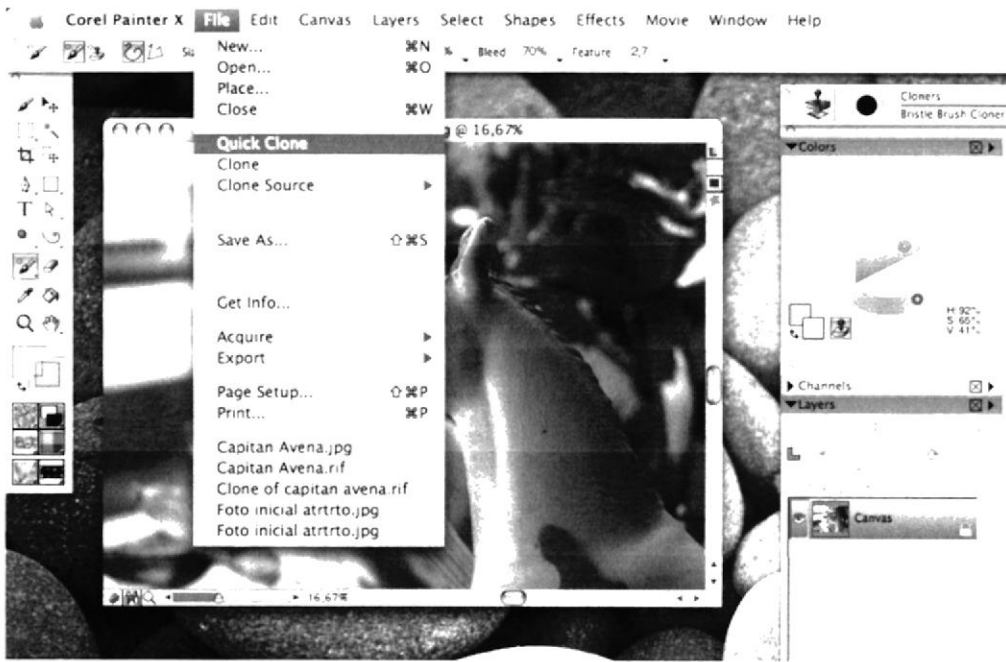 Corel Painter X File Edit Canvas Layers Select Shapes Effects Movie Window Help
Bleed 70% Feature 2,7
New... ⌘N
Open... ⌘O
Place...
Close ⌘W
@ 16,67%
Quick Clone
Clone
Clone Source
Save As... ⇧⌘S
Get Info...
Acquire
Export
Page Setup... ⇧⌘P
Print... ⌘P
Capitan Avena.jpg
Capitan Avena.rif
Clone of capitan avena.rif
Foto inicial atrtrto.jpg
Foto inicial atrtrto.jpg
16,67%
T
Cloners
Bristle Brush Cloner
Colors
H: 92%
S: 65%
V: 41%
Channels
Layers
Canvas